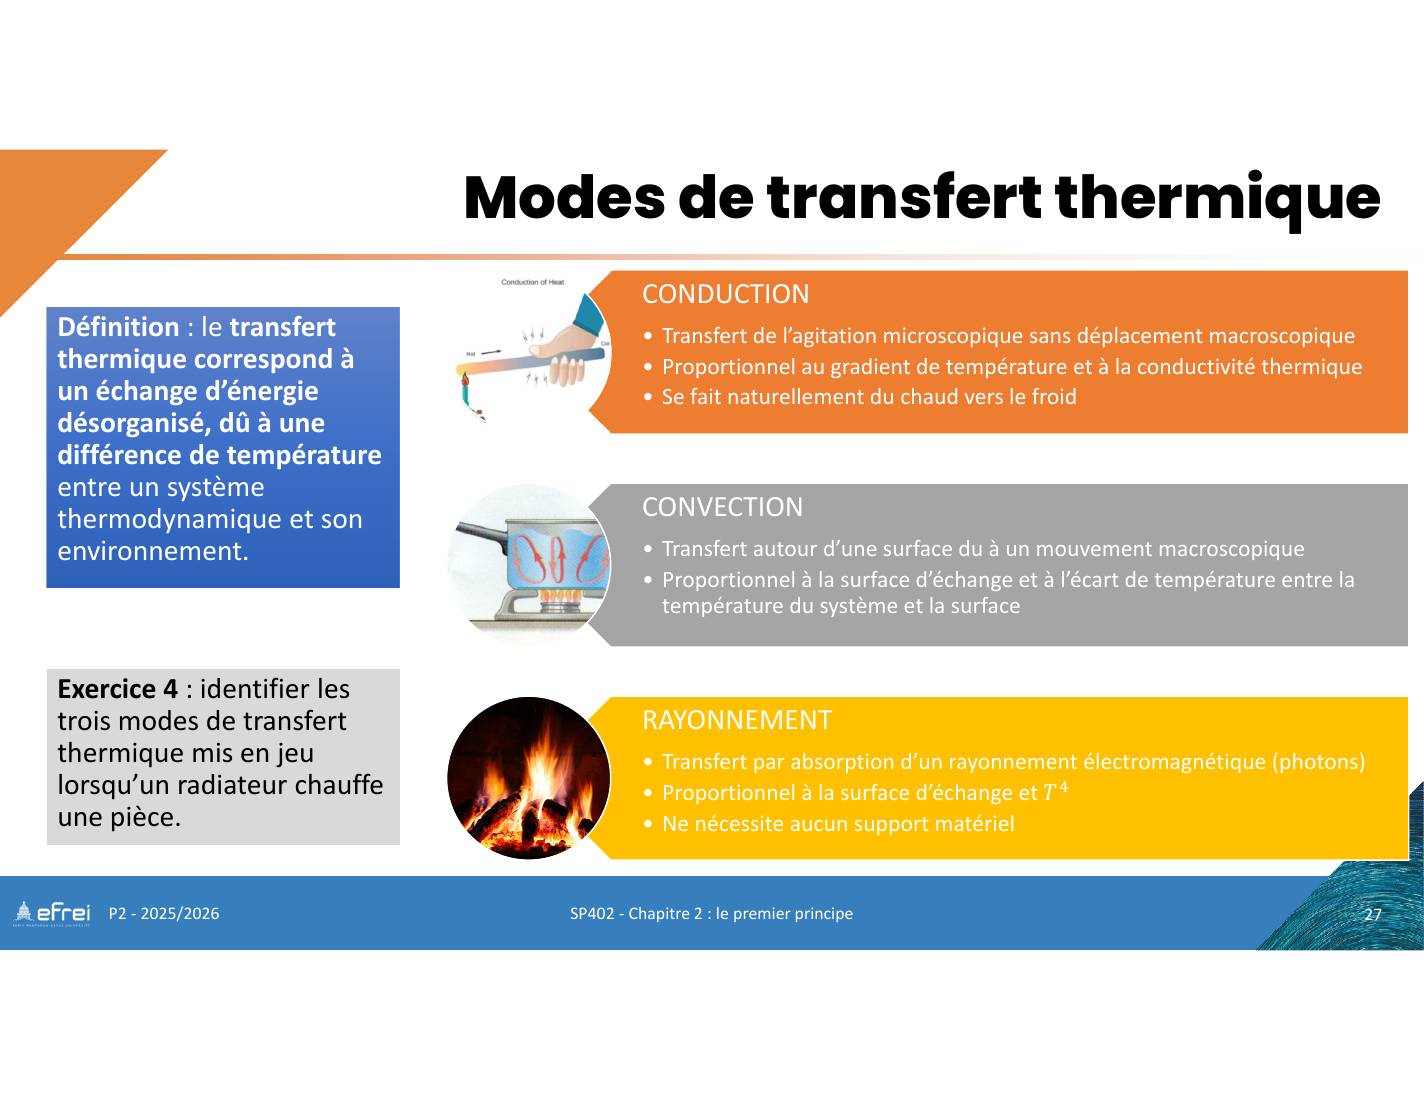 Modes de transfert thermique
Définition : le transfert
thermique correspond à
un échange d'énergie
désorganisé, dû à une
différence de température
entre un système
thermodynamique et son
environnement.
Exercice 4 : identifier les
trois modes de transfert
thermique mis en jeu
lorsqu'un radiateur chauffe
une pièce.
Conduction of Heat
Hot
CONDUCTION
• Transfert de l'agitation microscopique sans déplacement macroscopique
• Proportionnel au gradient de température et à la conductivité thermique
• Se fait naturellement du chaud vers le froid
CONVECTION
• Transfert autour d'une surface du à un mouvement macroscopique
• Proportionnel à la surface d'échange et à l'écart de température entre la
température du système et la surface
RAYONNEMENT
• Transfert par absorption d'un rayonnement électromagnétique (photons)
• Proportionnel à la surface d'échange et T⁴
• Ne nécessite aucun support matériel
efrei
P2 - 2025/2026
SP402 - Chapitre 2 : le premier principe
27